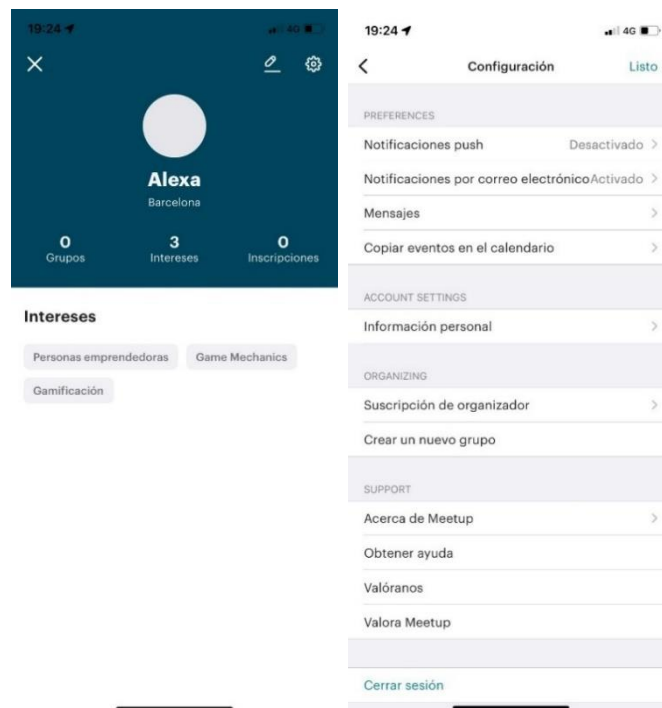 19:24
4G
Alexa
Barcelona
0 3 0
Grupos Intereses Inscripciones
Intereses
Personas emprendedoras Game Mechanics
Gamificación
19:24
4G
Configuración Listo
PREFERENCES
Notificaciones push Desactivado
Notificaciones por correo electrónico Activado
Mensajes
Copiar eventos en el calendario
ACCOUNT SETTINGS
Información personal
ORGANIZING
Suscripción de organizador
Crear un nuevo grupo
SUPPORT
Acerca de Meetup
Obtener ayuda
Valóranos
Valora Meetup
Cerrar sesión